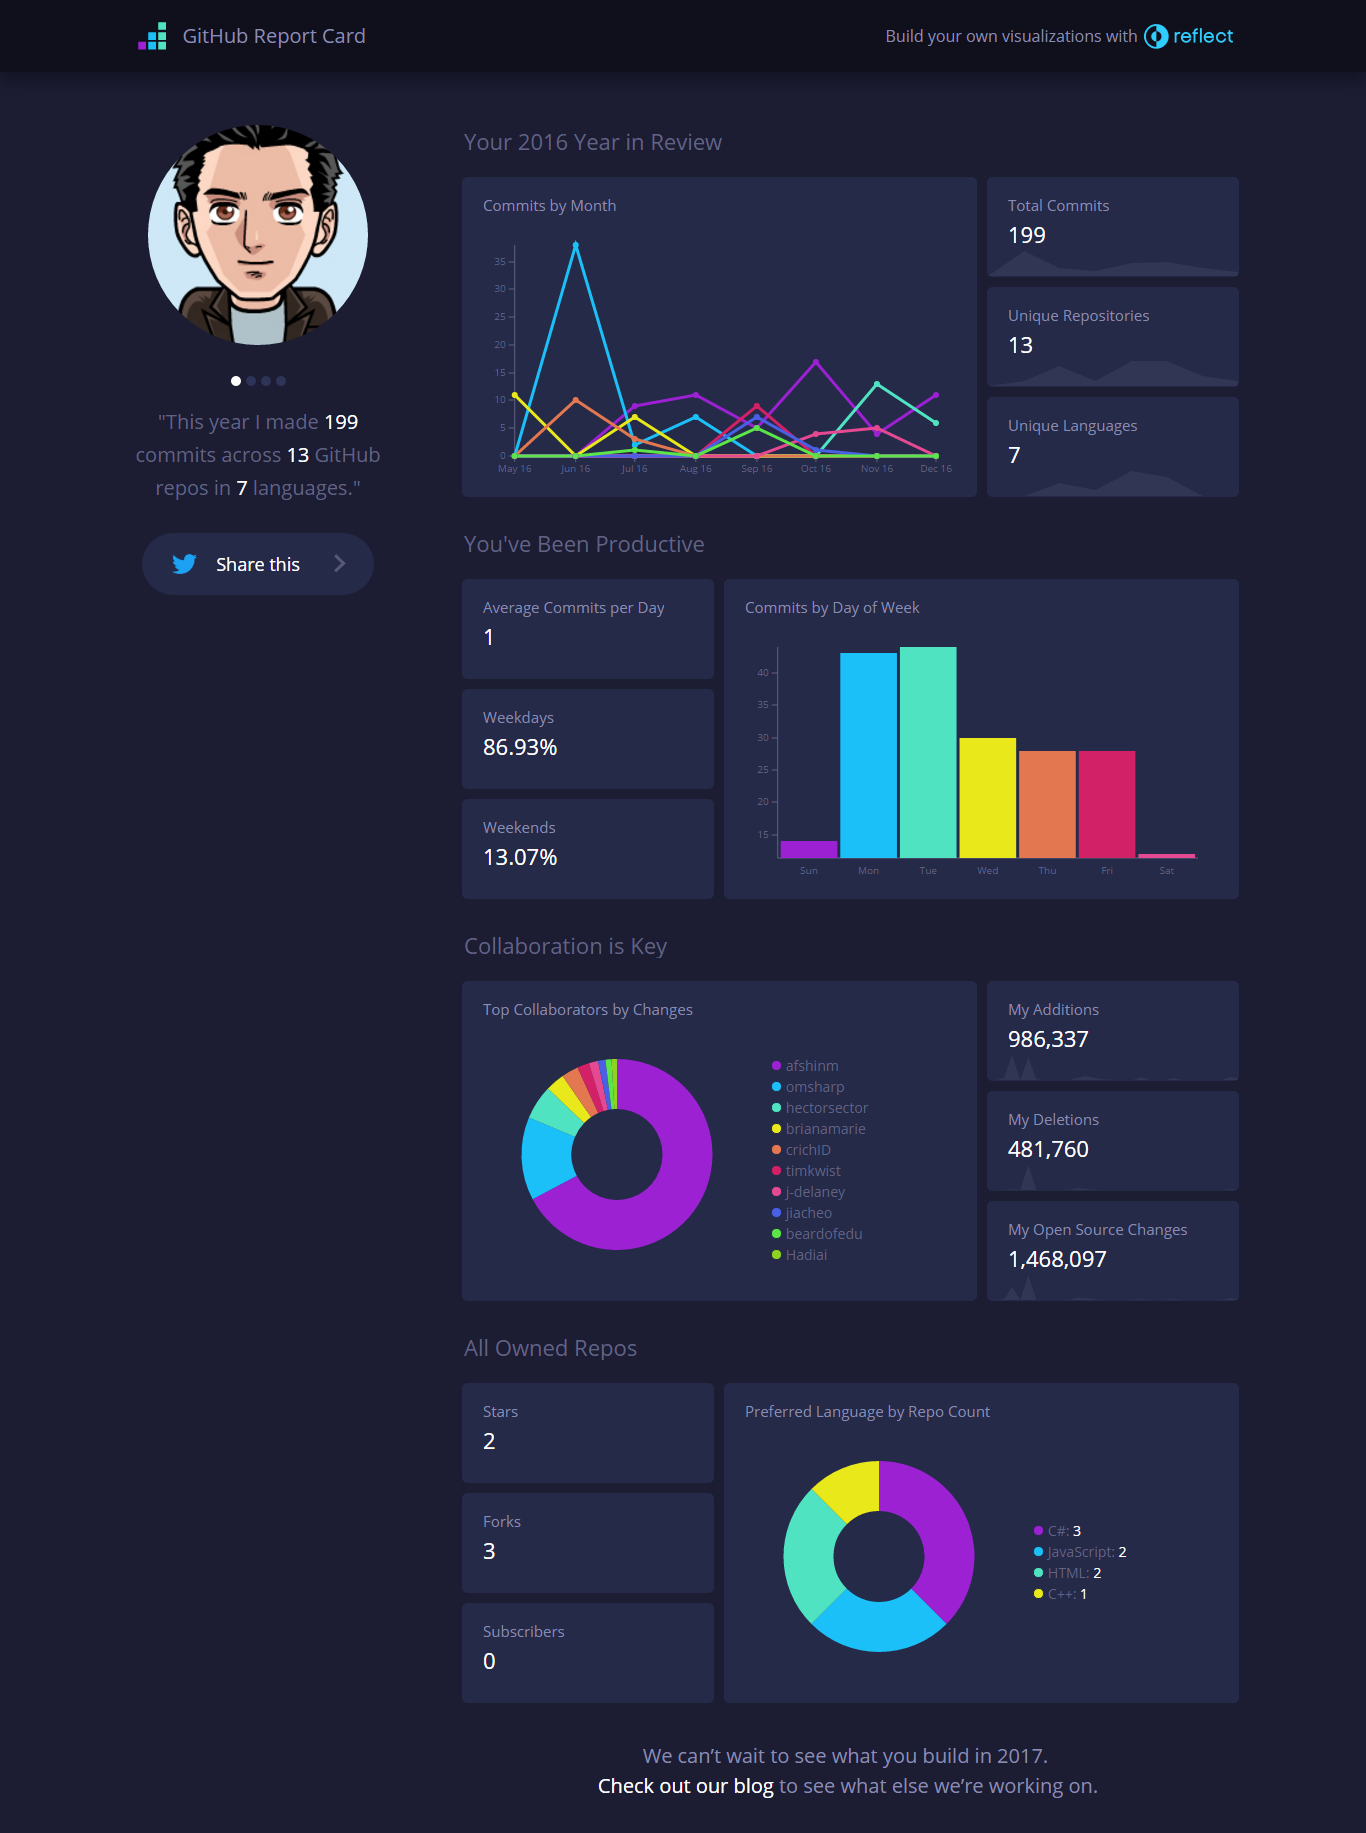 GitHub Report Card
Build your own visualizations with reflect
"This year I made 199
commits across 13 GitHub
repos in 7 languages."
Share this
Your 2016 Year in Review
Commits by Month
35
30
25
20
15
10
5
0
May 16 Jun 16 Jul 16 Aug 16 Sep 16 Oct 16 Nov 16 Dec 16
Total Commits
199
Unique Repositories
13
Unique Languages
7
You've Been Productive
Average Commits per Day
1
Weekdays
86.93%
Weekends
13.07%
Commits by Day of Week
40
35
30
25
20
15
Sun Mon Tue Wed Thu Fri Sat
Collaboration is Key
Top Collaborators by Changes
afshinm
omsharp
hectorsector
brianamarie
crichID
timkwist
j-delaney
jiacheo
beardofedu
Hadiai
My Additions
986,337
My Deletions
481,760
My Open Source Changes
1,468,097
All Owned Repos
Stars
2
Forks
3
Subscribers
0
Preferred Language by Repo Count
C#: 3
JavaScript: 2
HTML: 2
C++: 1
We can’t wait to see what you build in 2017.
Check out our blog to see what else we’re working on.